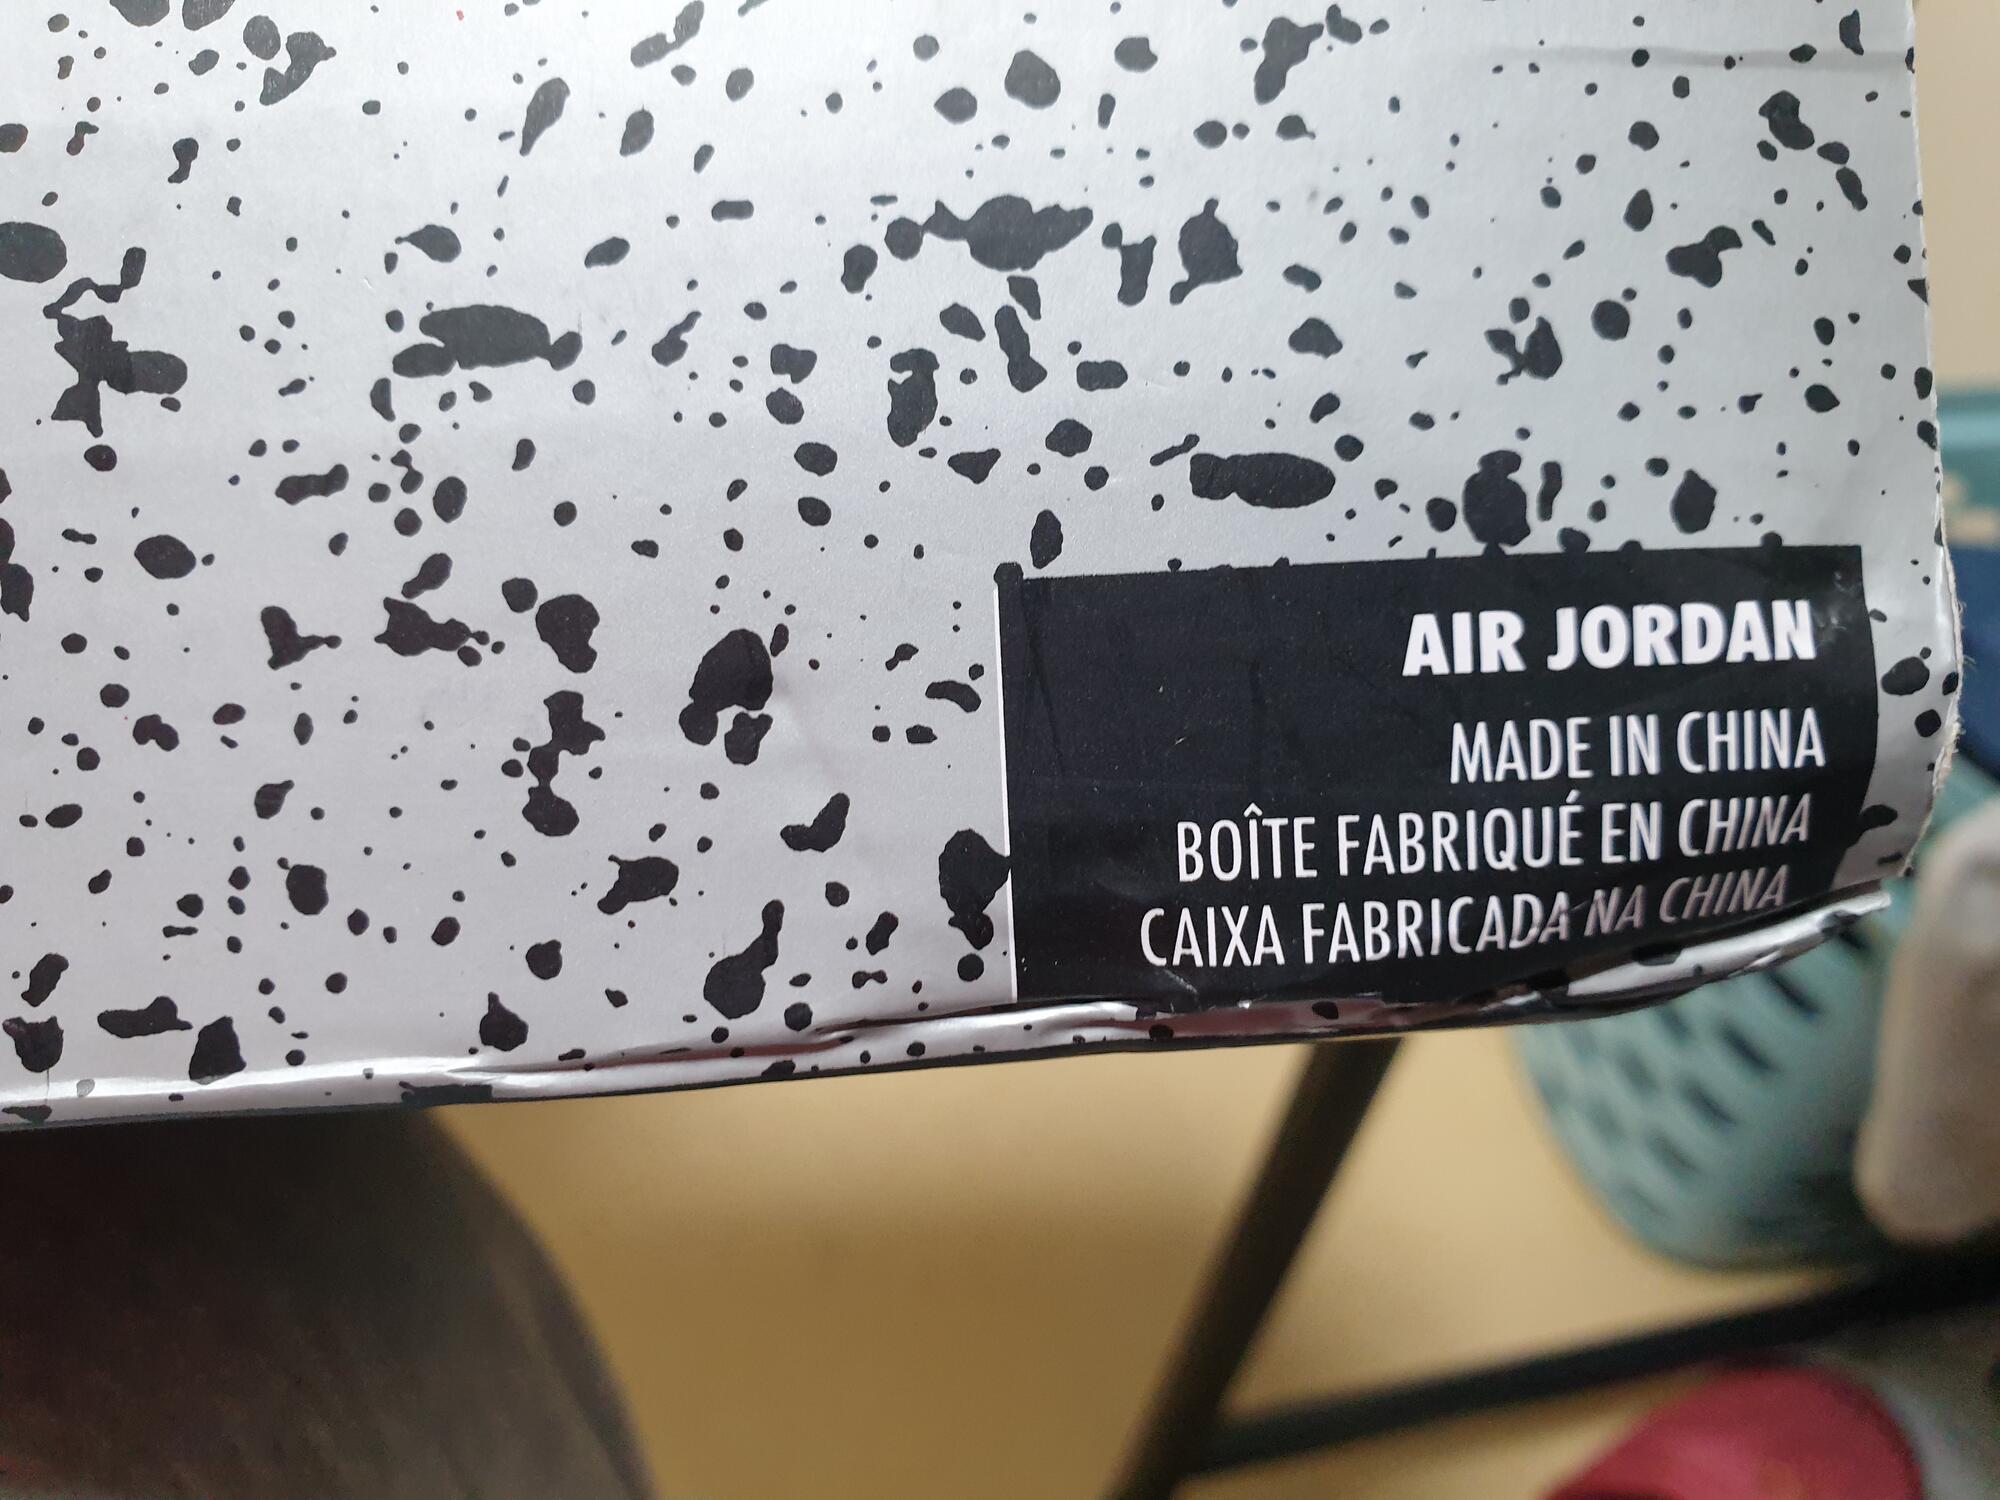 AIR JORDAN
MADE IN CHINA
BOÎTE FABRIQUÉ EN CHINA
CAIXA FABRICADA NA CHINA